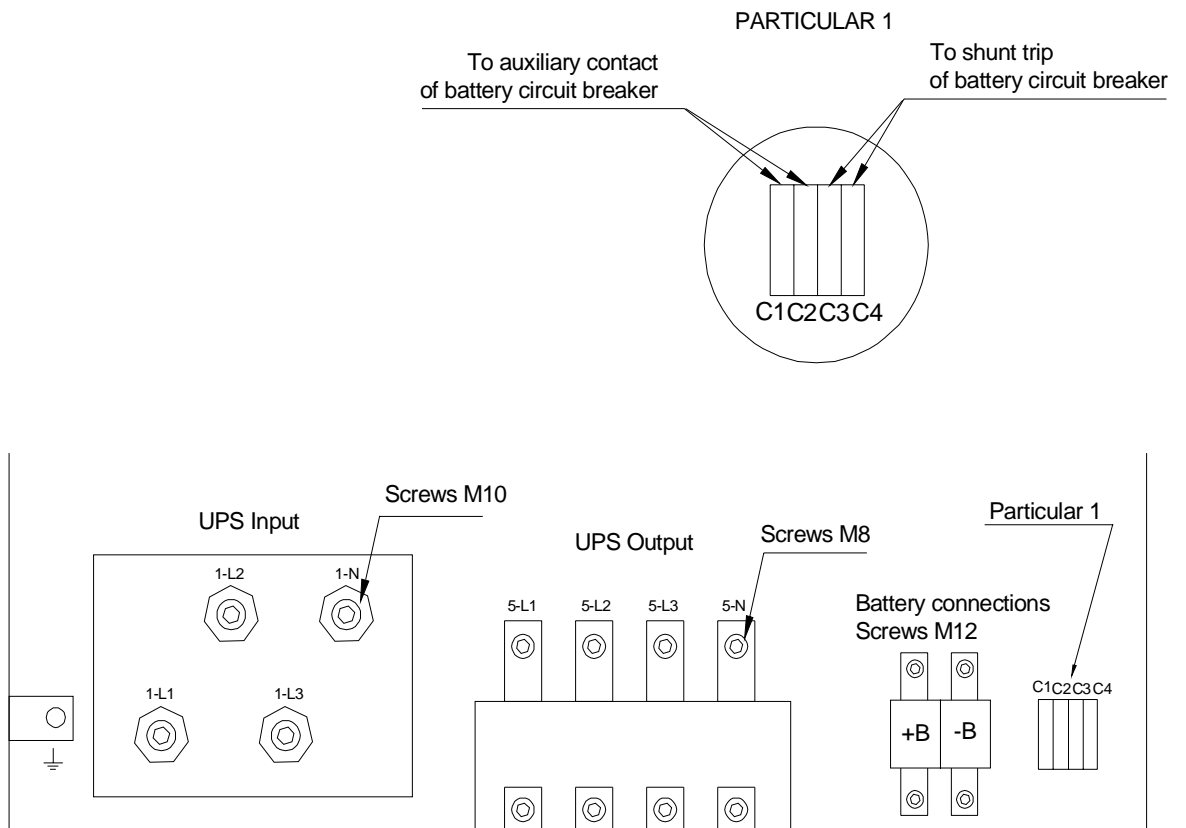 PARTICULAR 1
To auxiliary contact
of battery circuit breaker
To shunt trip
of battery circuit breaker
C1C2C3C4
UPS Input
Screws M10
1-L2
1-N
1-L1
1-L3
UPS Output
Screws M8
5-L1
5-L2
5-L3
5-N
Battery connections
Screws M12
+B
-B
Particular 1
C1C2C3C4